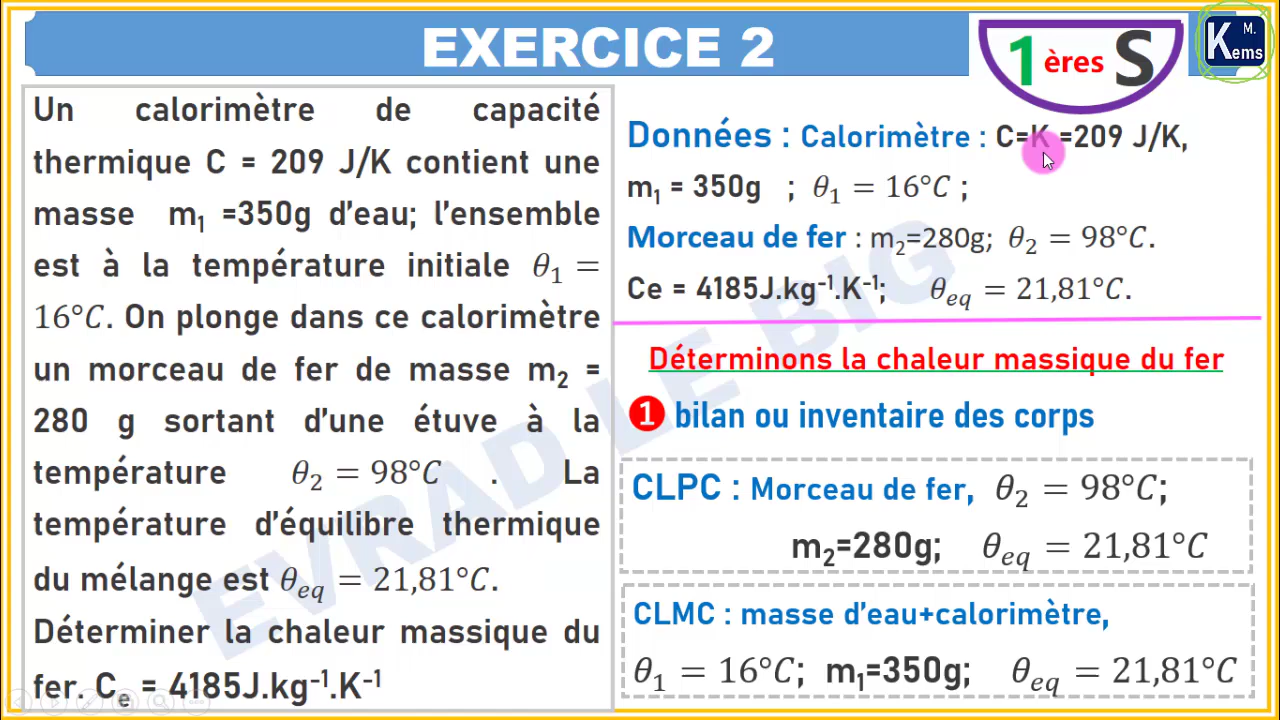 EXERCICE 2
1 ères S
K M.
ems
Un calorimètre de capacité
thermique C = 209 J/K contient une
masse m₁ =350g d'eau; l'ensemble
est à la température initiale θ₁ =
16°C. On plonge dans ce calorimètre
un morceau de fer de masse m₂ =
280 g sortant d'une étuve à la
température θ₂ = 98°C . La
température d'équilibre thermique
du mélange est θeq = 21,81°C.
Déterminer la chaleur massique du
fer. Ce = 4185J.kg⁻¹.K⁻¹
Données : Calorimètre : C=K =209 J/K,
m₁ = 350g ; θ₁ = 16°C ;
Morceau de fer : m₂=280g; θ₂ = 98°C.
Ce = 4185J.kg⁻¹.K⁻¹; θeq = 21,81°C.
Déterminons la chaleur massique du fer
1 bilan ou inventaire des corps
CLPC : Morceau de fer, θ₂ = 98°C;
m₂=280g; θeq = 21,81°C
CLMC : masse d'eau+calorimètre,
θ₁ = 16°C; m₁=350g; θeq = 21,81°C
EVRAD LE BIG